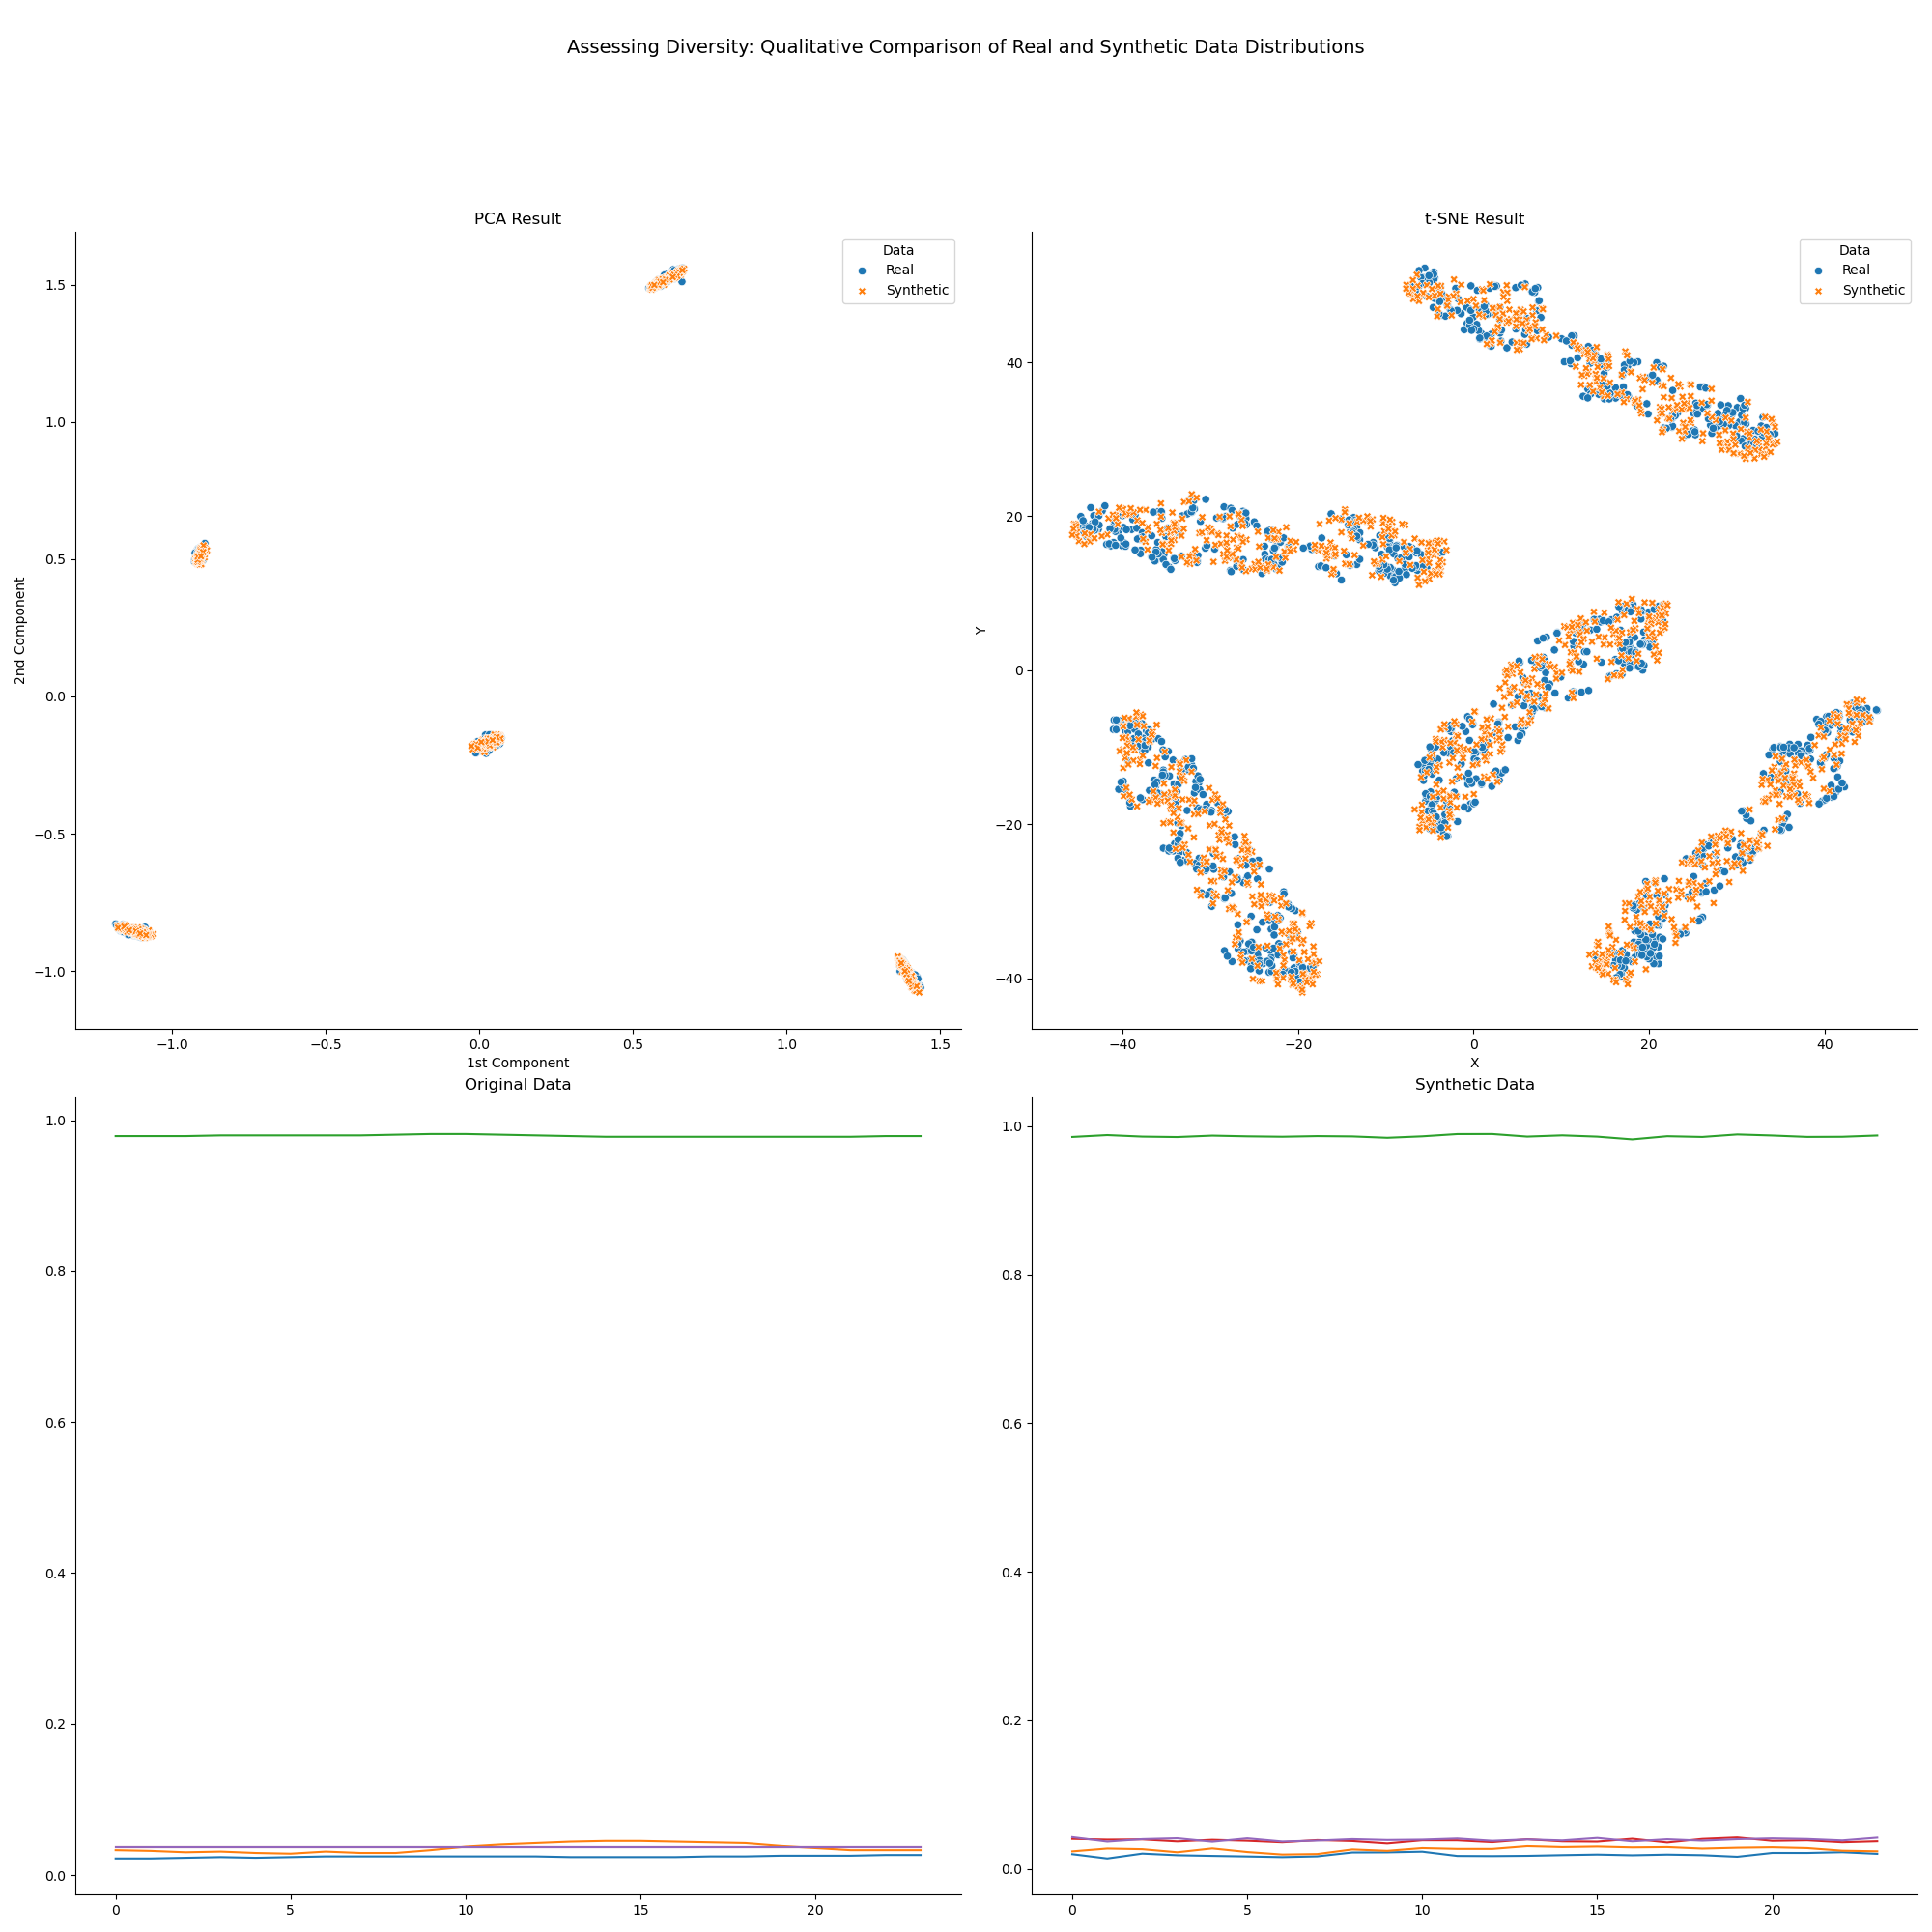 Assessing Diversity: Qualitative Comparison of Real and Synthetic Data Distributions
PCA Result
Data
Real
Synthetic
1.5
1.0
0.5
0.0
−0.5
−1.0
2nd Component
−1.0 −0.5 0.0 0.5 1.0 1.5
1st Component
t-SNE Result
Data
Real
Synthetic
40
20
0
−20
−40
Y
−40 −20 0 20 40
X
Original Data
1.0
0.8
0.6
0.4
0.2
0.0
0 5 10 15 20
Synthetic Data
1.0
0.8
0.6
0.4
0.2
0.0
0 5 10 15 20